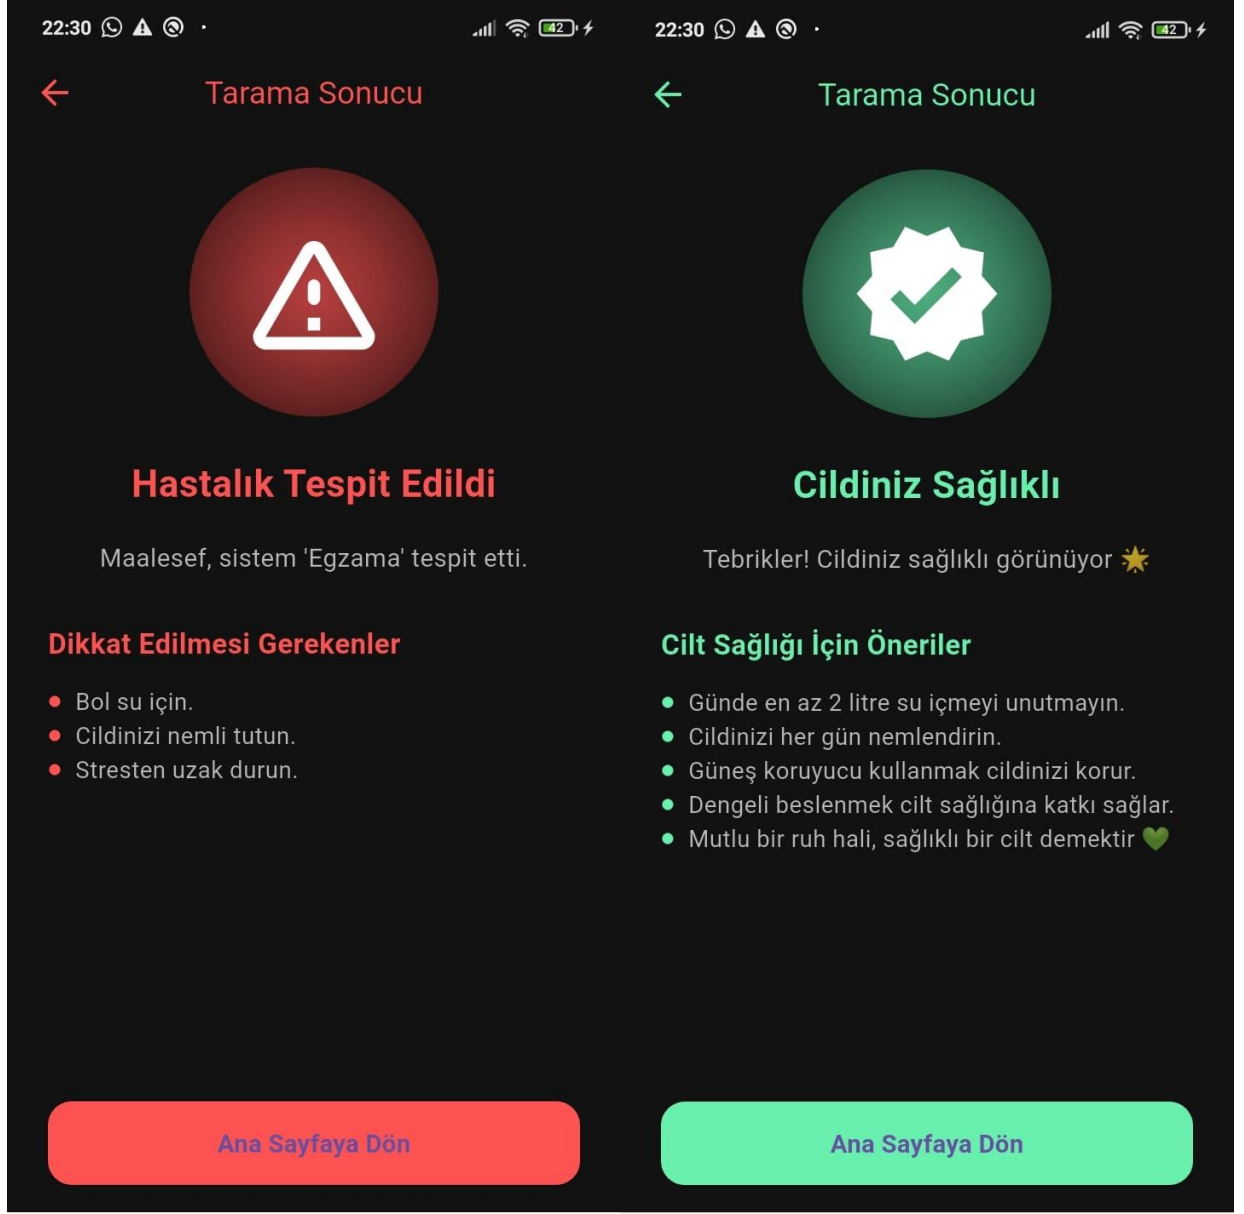 22:30
42
Tarama Sonucu
Hastalık Tespit Edildi
Maalesef, sistem 'Egzama' tespit etti.
Dikkat Edilmesi Gerekenler
Bol su için.
Cildinizi nemli tutun.
Stresten uzak durun.
Ana Sayfaya Dön
22:30
42
Tarama Sonucu
Cildiniz Sağlıklı
Tebrikler! Cildiniz sağlıklı görünüyor 🌟
Cilt Sağlığı İçin Öneriler
Günde en az 2 litre su içmeyi unutmayın.
Cildinizi her gün nemlendirin.
Güneş koruyucu kullanmak cildinizi korur.
Dengeli beslenmek cilt sağlığına katkı sağlar.
Mutlu bir ruh hali, sağlıklı bir cilt demektir 💚
Ana Sayfaya Dön